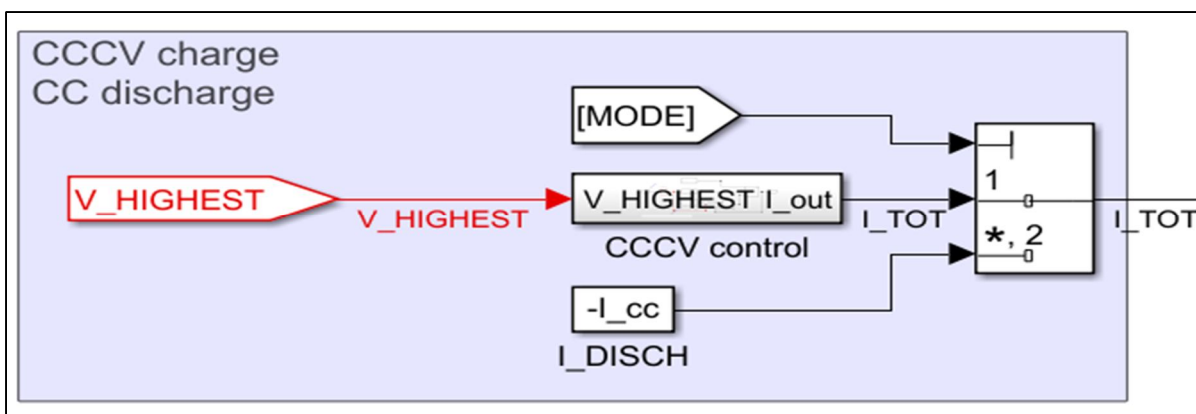 CCCV charge
CC discharge
[MODE]
V_HIGHEST
V_HIGHEST
V_HIGHEST I_out
CCCV control
I_TOT
-I_cc
I_DISCH
1
*, 2
I_TOT